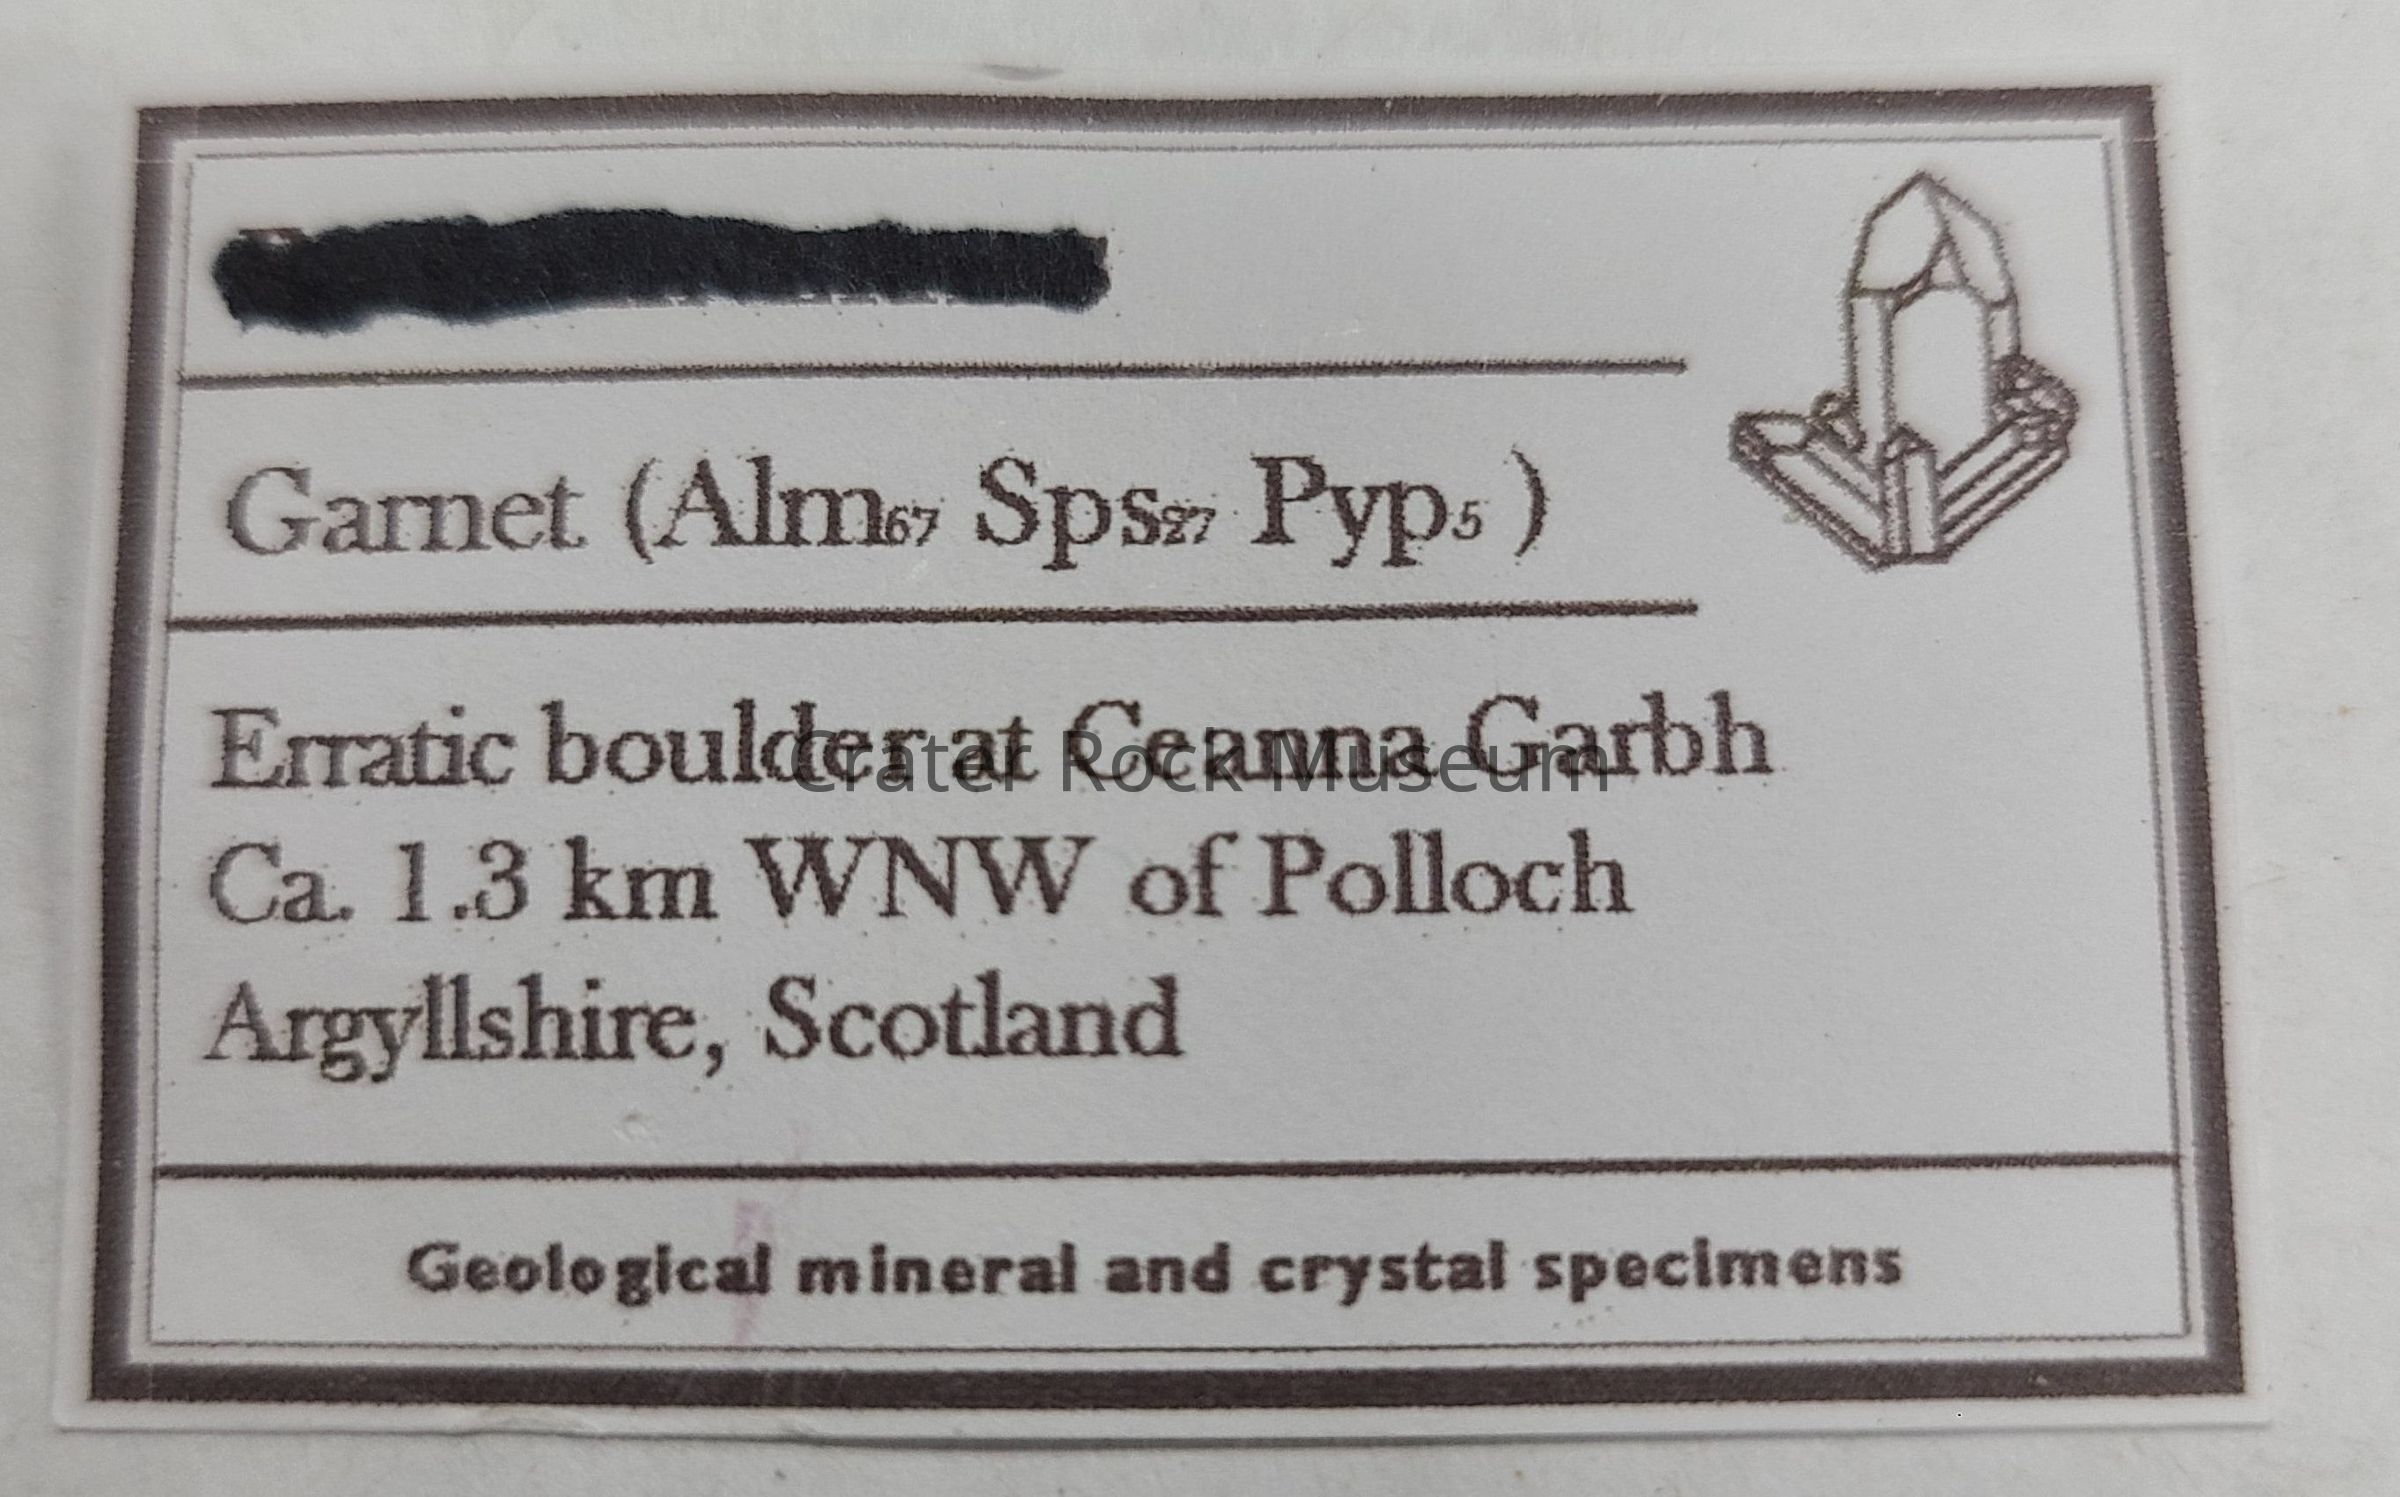 Garnet (Alm67 Sps27 Pyp5 )
Erratic boulder at Ceanna Garbh
Crater Rock Museum
Ca. 1.3 km WNW of Polloch
Argyllshire, Scotland
Geological mineral and crystal specimens